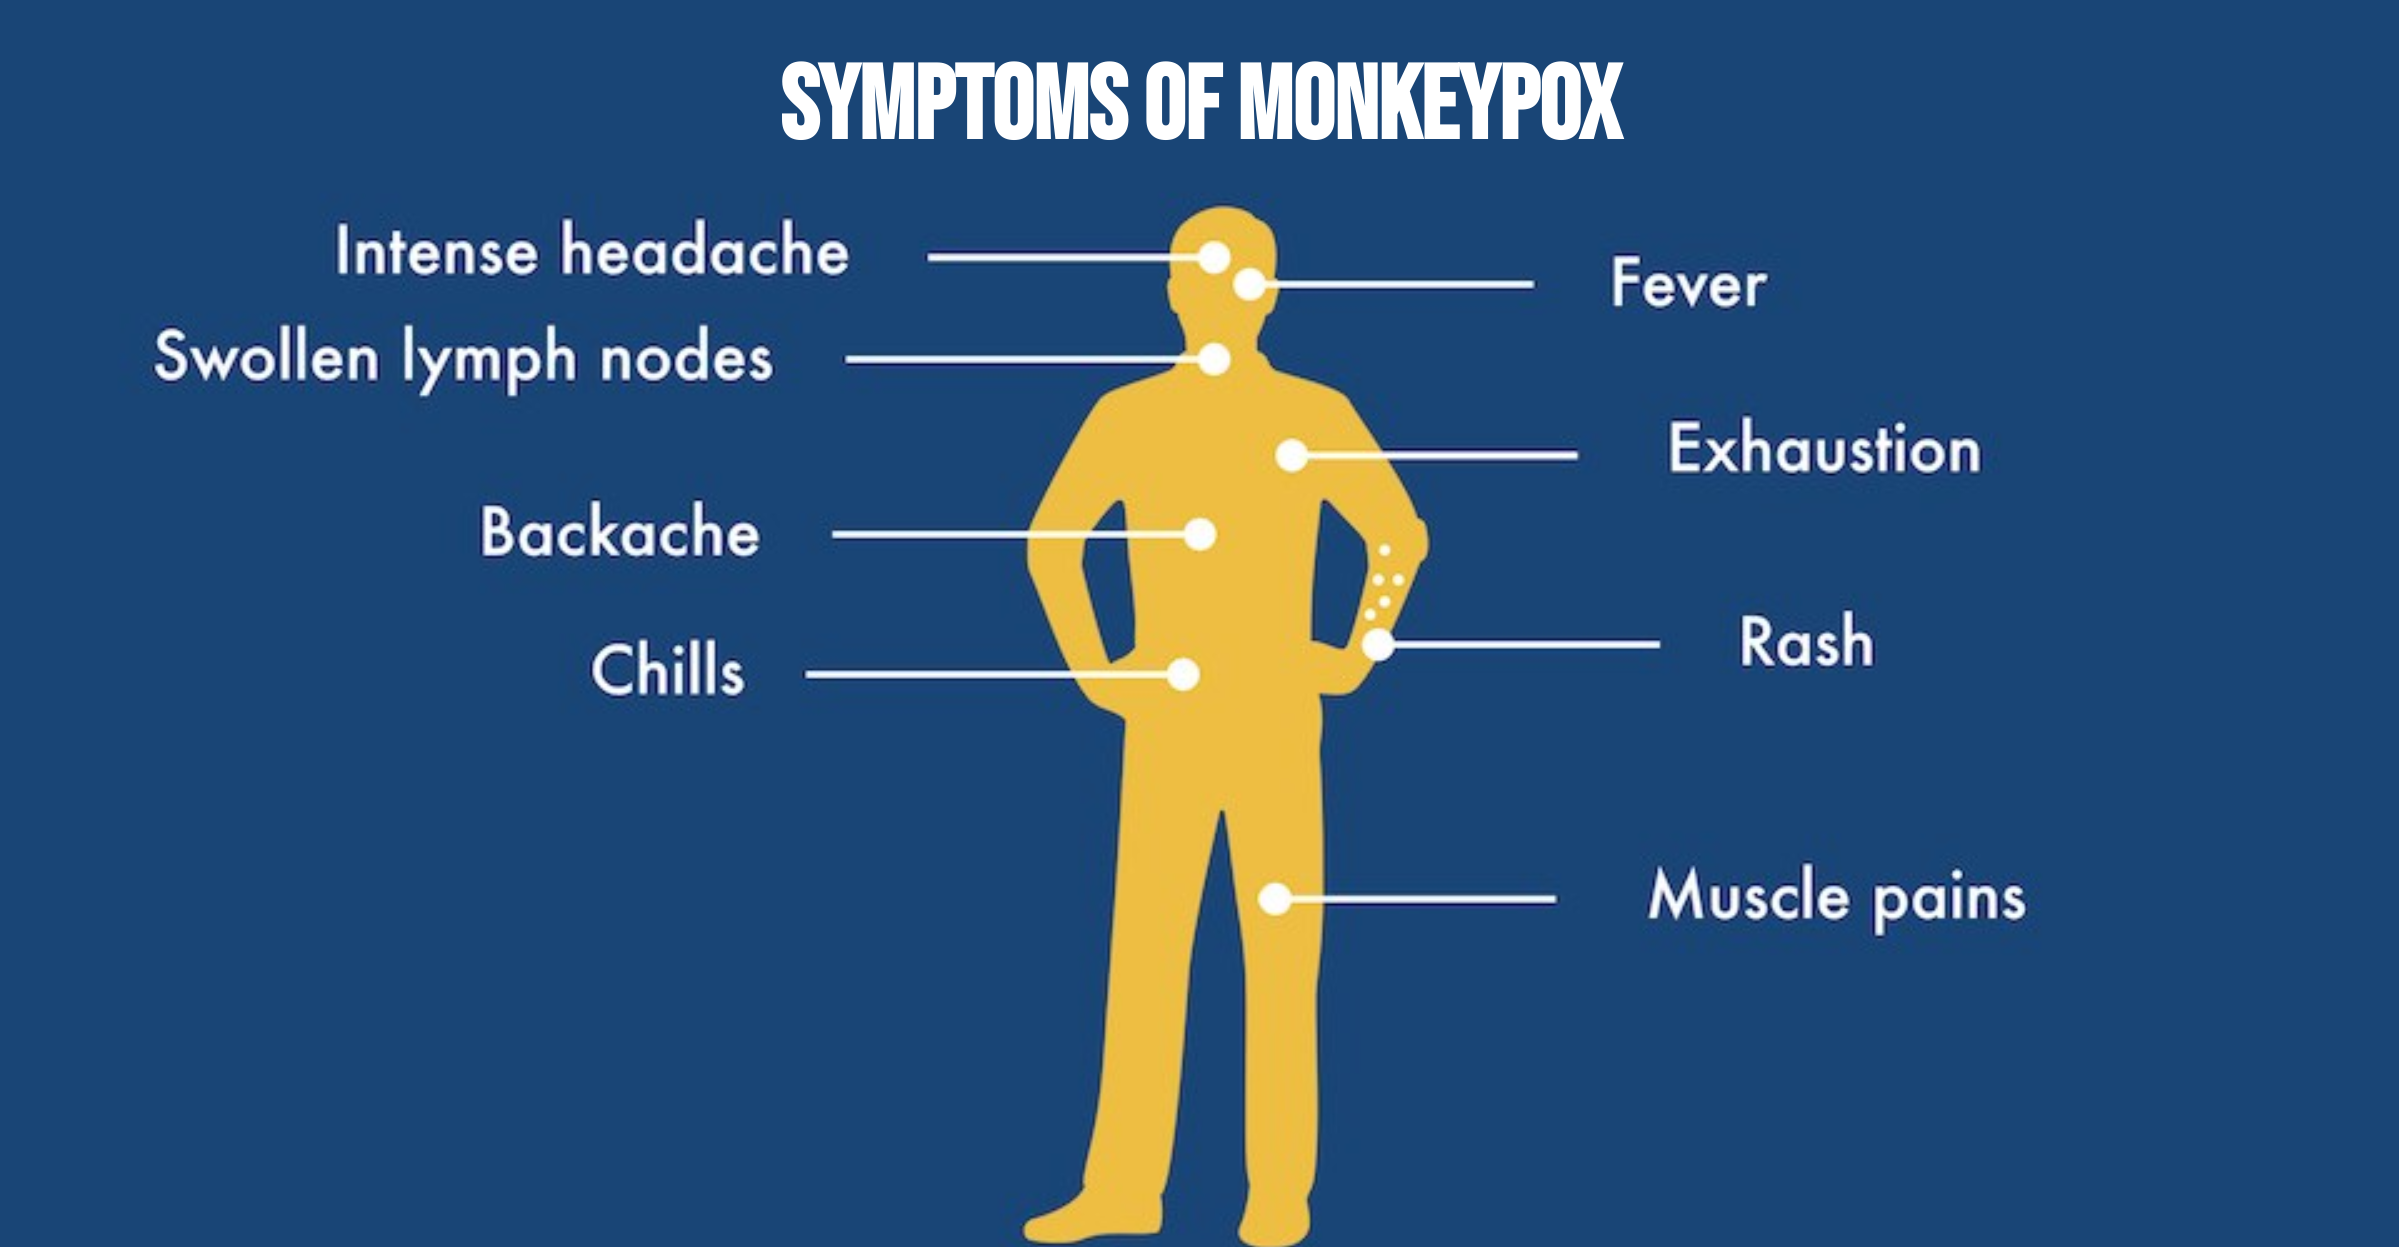 SYMPTOMS OF MONKEYPOX
Intense headache
Fever
Swollen lymph nodes
Exhaustion
Backache
Rash
Chills
Muscle pains